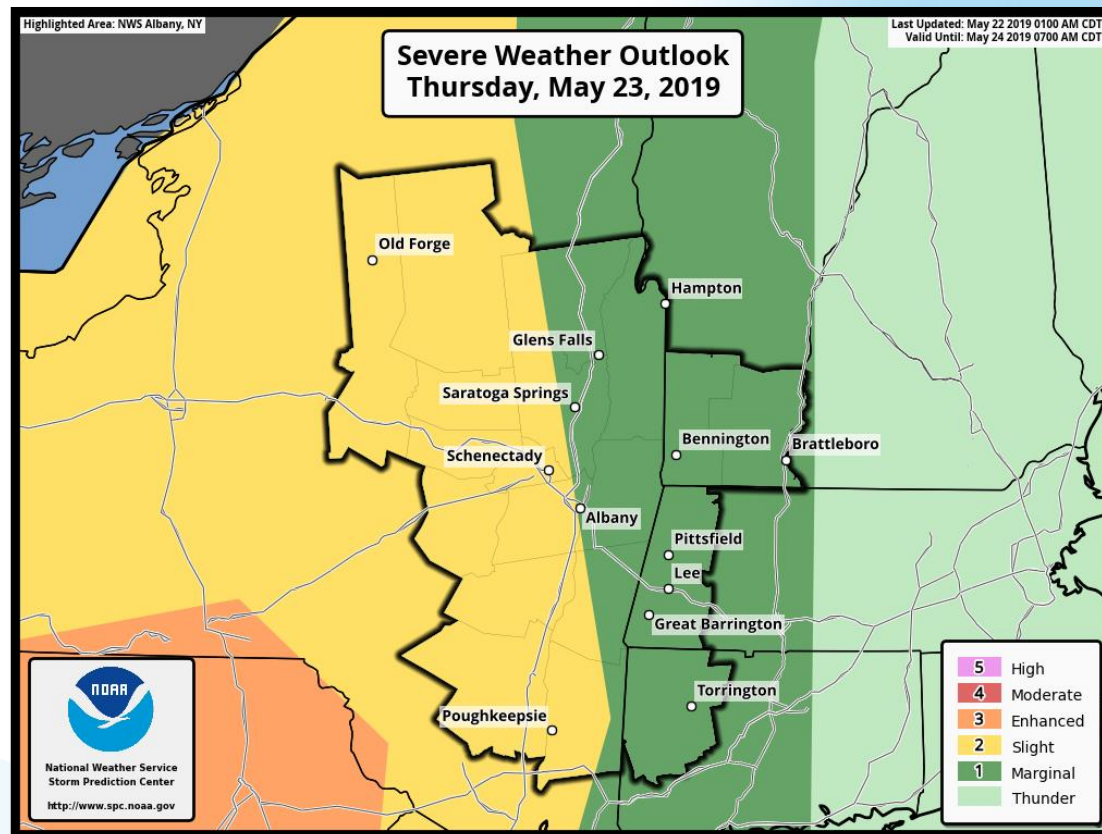 Highlighted Area: NWS Albany, NY
Last Updated: May 22 2019 0100 AM CDT
Valid Until: May 24 2019 0700 AM CDT
Severe Weather Outlook
Thursday, May 23, 2019
Old Forge
Hampton
Glens Falls
Saratoga Springs
Bennington
Brattleboro
Schenectady
Albany
Pittsfield
Lee
Great Barrington
Torrington
Poughkeepsie
NOAA
National Weather Service
Storm Prediction Center
http://www.spc.noaa.gov
5 High
4 Moderate
3 Enhanced
2 Slight
1 Marginal
Thunder